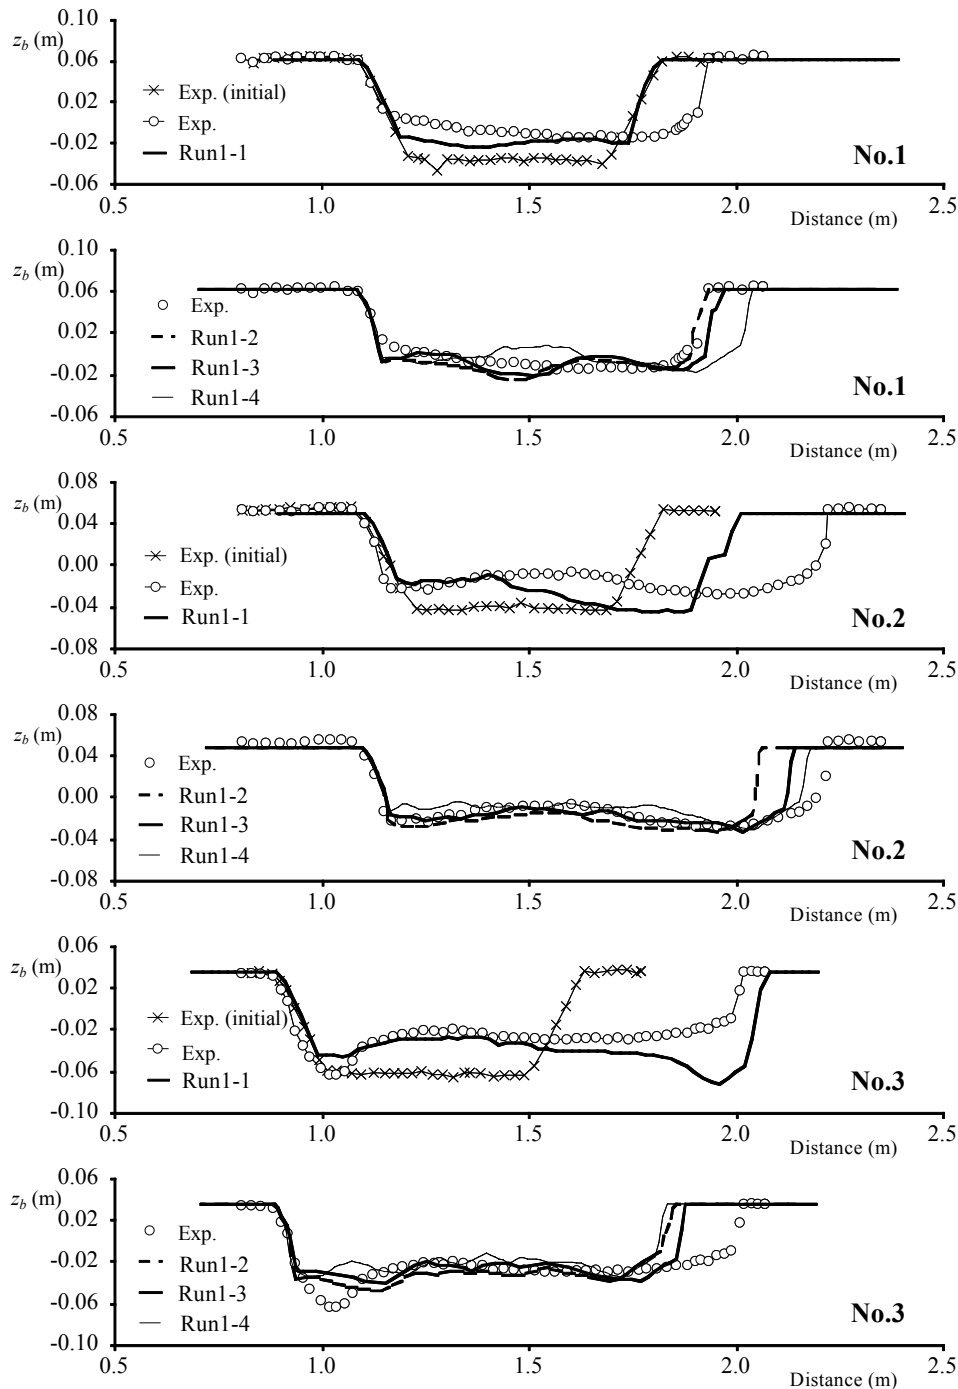 0.10
z_b (m)
0.06
Exp. (initial)
0.02
Exp.
-0.02
Run1-1
No.1
-0.06
0.5 1.0 1.5 2.0 2.5
Distance (m)
0.10
z_b (m)
0.06
Exp.
0.02
Run1-2
-0.02
Run1-3
No.1
Run1-4
-0.06
0.5 1.0 1.5 2.0 2.5
Distance (m)
0.08
z_b (m)
0.04
Exp. (initial)
0.00
Exp.
-0.04
Run1-1
No.2
-0.08
0.5 1.0 1.5 2.0 2.5
Distance (m)
0.08
z_b (m)
0.04
Exp.
0.00
Run1-2
Run1-3
-0.04
Run1-4
No.2
-0.08
0.5 1.0 1.5 2.0 2.5
Distance (m)
0.06
z_b (m)
0.02
Exp. (initial)
-0.02
Exp.
-0.06
Run1-1
No.3
-0.10
0.5 1.0 1.5 2.0 2.5
Distance (m)
0.06
z_b (m)
0.02
Exp.
-0.02
Run1-2
Run1-3
-0.06
Run1-4
No.3
-0.10
0.5 1.0 1.5 2.0 2.5
Distance (m)